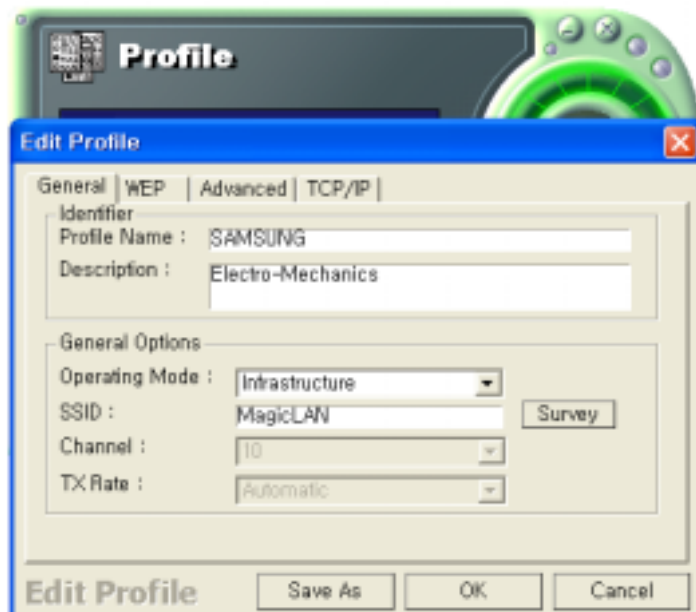 Profile
Edit Profile
General WEP Advanced TCP/IP
Identifier
Profile Name : SAMSUNG
Description : Electro-Mechanics
General Options
Operating Mode : Infrastructure
SSID : MagicLAN Survey
Channel : 10
TX Rate : Automatic
Edit Profile Save As OK Cancel